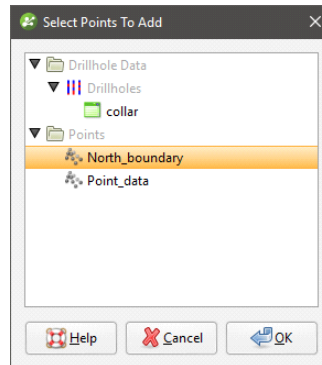 Select Points To Add
Drillhole Data
Drillholes
collar
Points
North_boundary
Point_data
Help
Cancel
OK